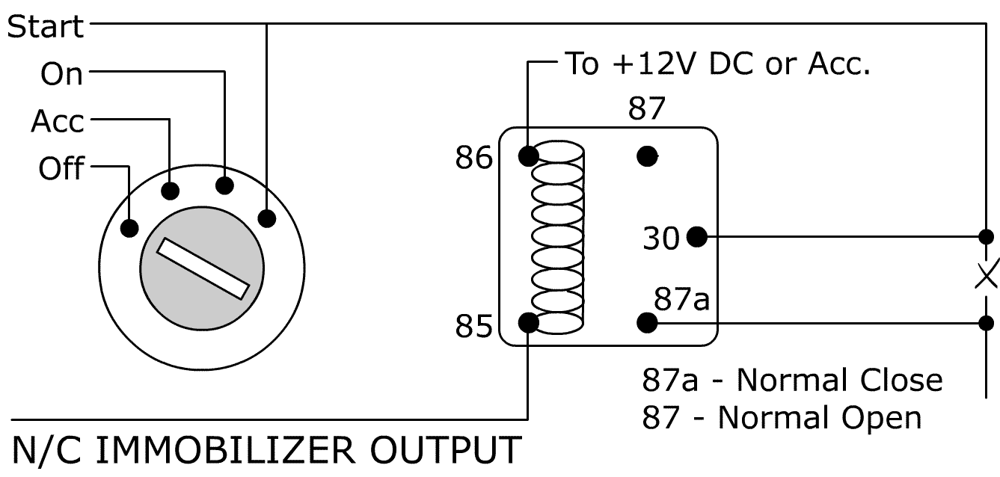 Start
On
Acc
Off
To +12V DC or Acc.
87
86
30
87a
85
87a - Normal Close
87 - Normal Open
N/C IMMOBILIZER OUTPUT